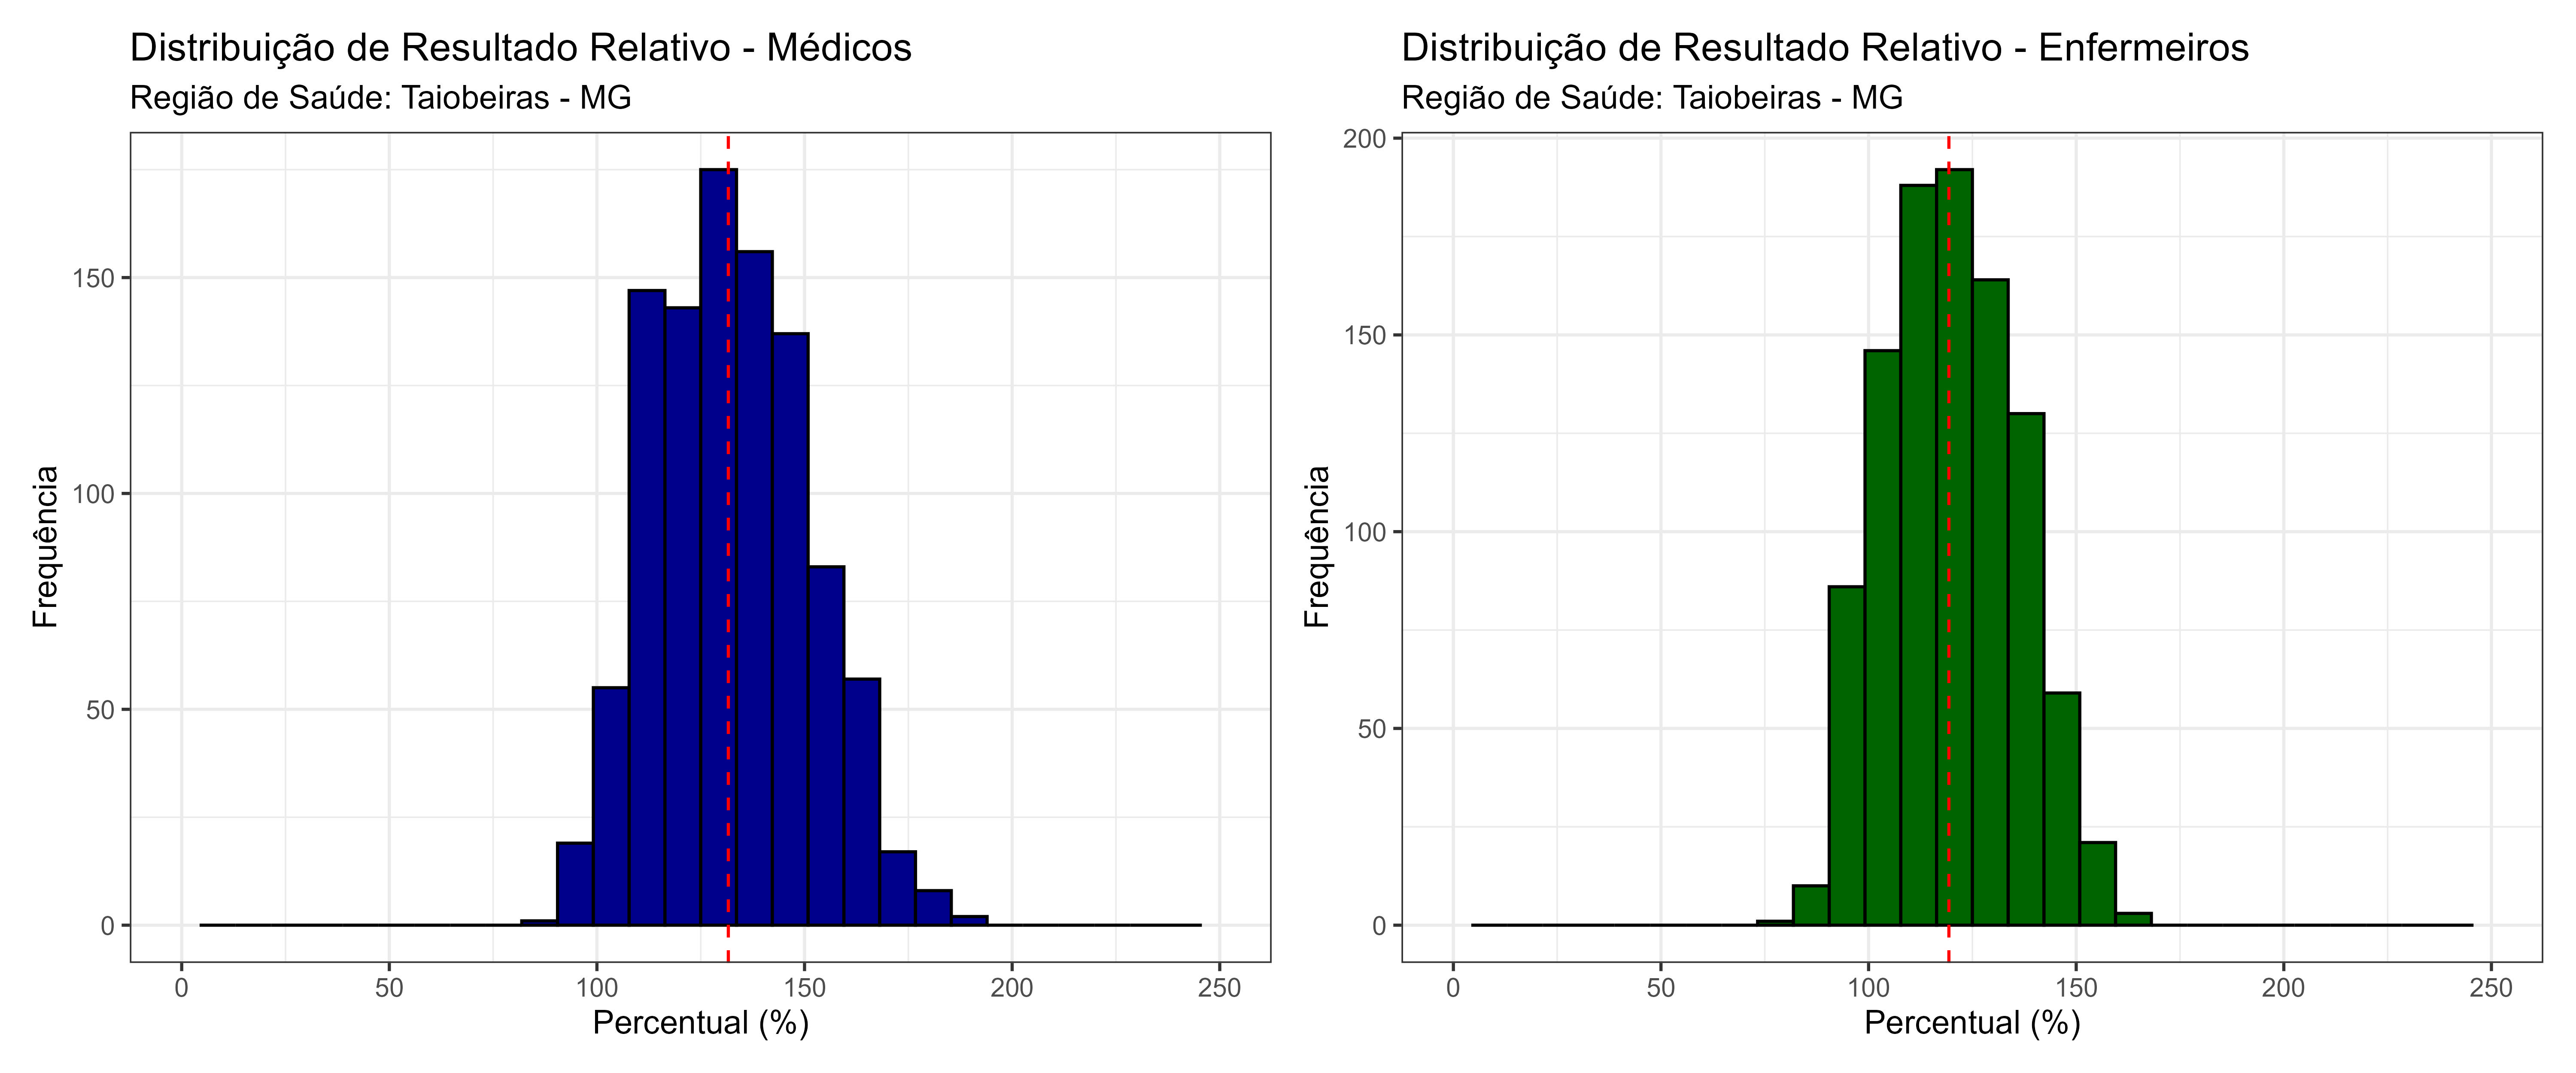 Distribuição de Resultado Relativo - Médicos
Região de Saúde: Taiobeiras - MG
150
100
50
0
Frequência
0 50 100 150 200 250
Percentual (%)
Distribuição de Resultado Relativo - Enfermeiros
Região de Saúde: Taiobeiras - MG
200
150
100
50
0
Frequência
0 50 100 150 200 250
Percentual (%)